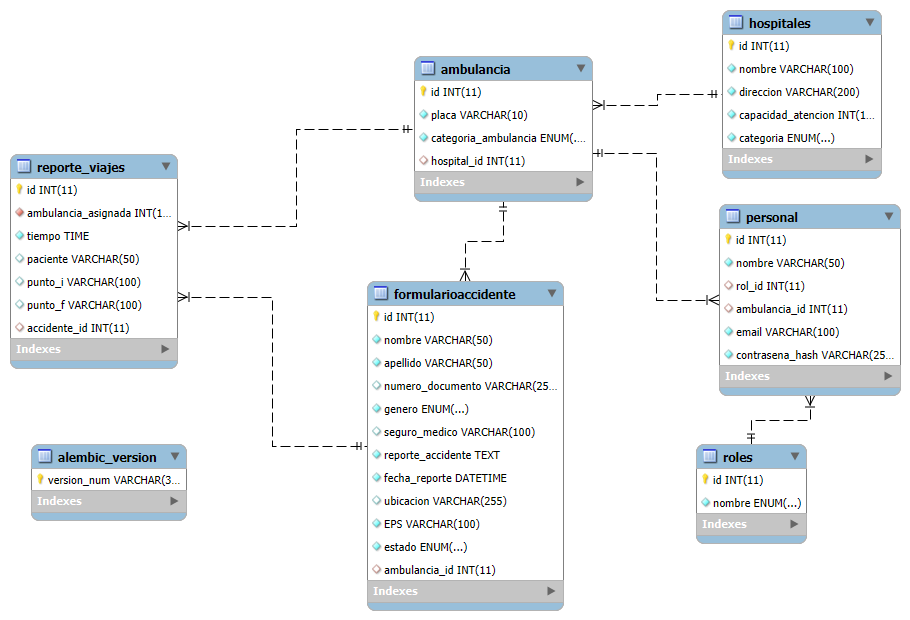 hospitales
id INT(11)
nombre VARCHAR(100)
direccion VARCHAR(200)
capacidad_atencion INT(1...
categoria ENUM(...)
Indexes
ambulancia
id INT(11)
placa VARCHAR(10)
categoria_ambulancia ENUM(...
hospital_id INT(11)
Indexes
reporte_viajes
id INT(11)
ambulancia_asignada INT(1...
tiempo TIME
paciente VARCHAR(50)
punto_i VARCHAR(100)
punto_f VARCHAR(100)
accidente_id INT(11)
Indexes
personal
id INT(11)
nombre VARCHAR(50)
rol_id INT(11)
ambulancia_id INT(11)
email VARCHAR(100)
contrasena_hash VARCHAR(25...
Indexes
formularioaccidente
id INT(11)
nombre VARCHAR(50)
apellido VARCHAR(50)
numero_documento VARCHAR(25...
genero ENUM(...)
seguro_medico VARCHAR(100)
reporte_accidente TEXT
fecha_reporte DATETIME
ubicacion VARCHAR(255)
EPS VARCHAR(100)
estado ENUM(...)
ambulancia_id INT(11)
Indexes
alembic_version
version_num VARCHAR(3...
Indexes
roles
id INT(11)
nombre ENUM(...)
Indexes